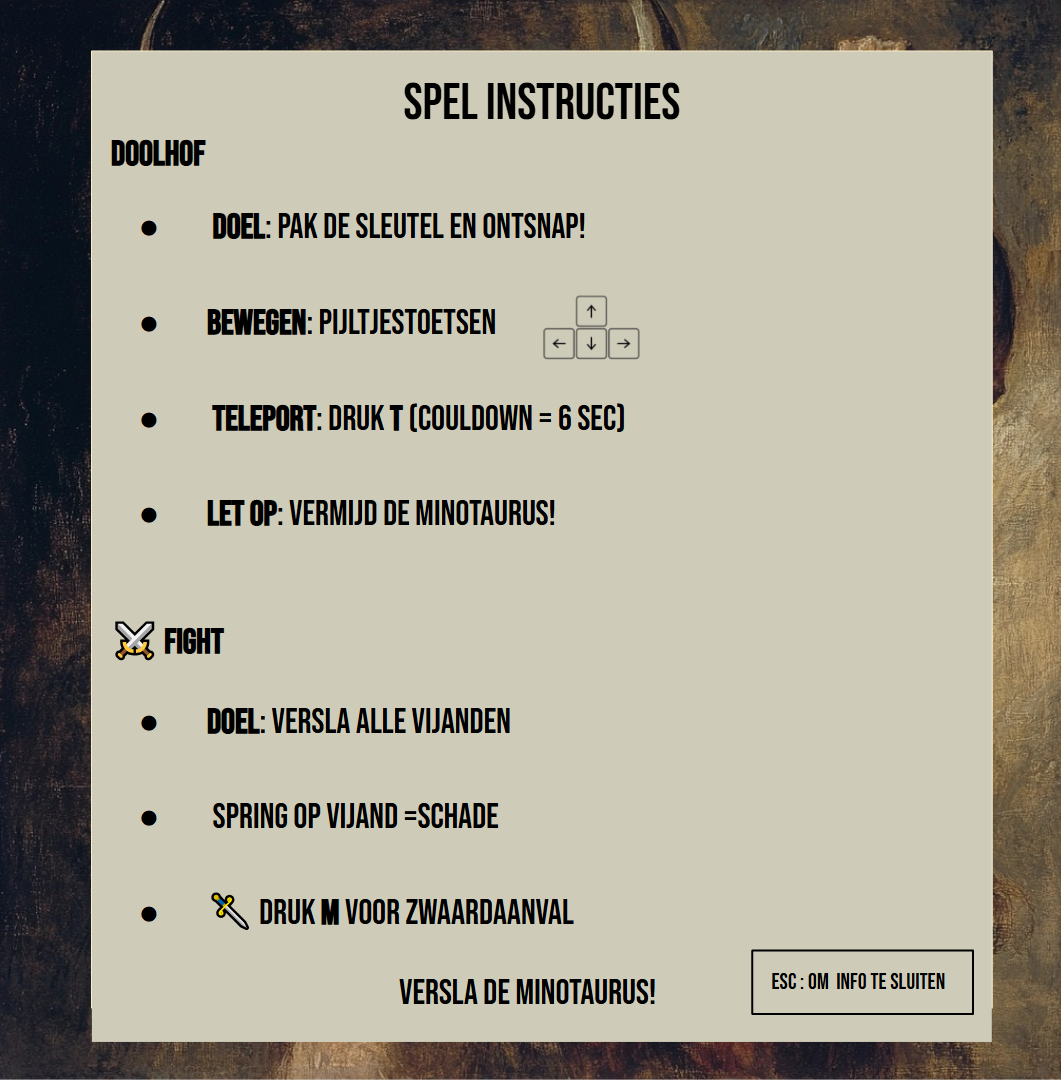 SPEL INSTRUCTIES
DOOLHOF
● DOEL: PAK DE SLEUTEL EN ONTSNAP!
● BEWEGEN: PIJLTJESTOETSEN
↑
← ↓ →
● TELEPORT: DRUK T (COULDOWN = 6 SEC)
● LET OP: VERMIJD DE MINOTAURUS!
⚔️ FIGHT
● DOEL: VERSLA ALLE VIJANDEN
● SPRING OP VIJAND =SCHADE
● 🗡️ DRUK M VOOR ZWAARDAANVAL
VERSLA DE MINOTAURUS!
ESC : OM INFO TE SLUITEN